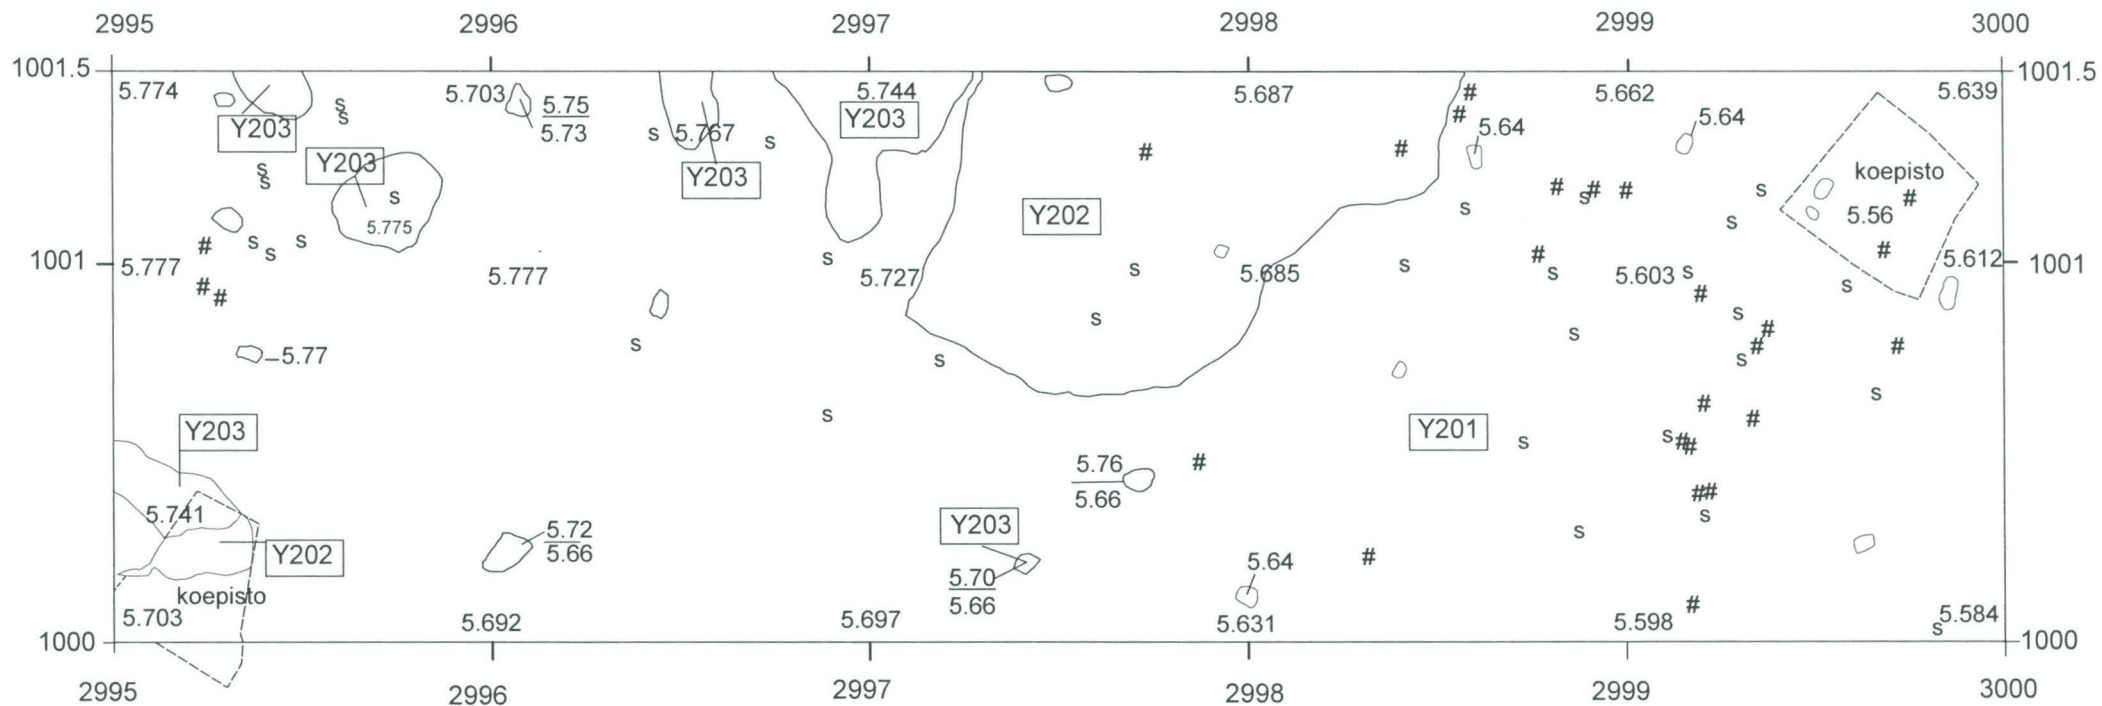 2995 2996 2997 2998 2999 3000
1001.5 1001.5
5.774 5.703 5.75 5.744 5.687 5.662 5.639
5.73
s
s
Y203 Y203
# #
#
5.64 5.64
s 5.767 s
# #
s
s
Y203 Y203
koepisto
s
5.775
# # s # s
#
Y202
s s
5.56
# s s s
#
s
#
1001 5.777 5.777 s 5.727 s 5.685 s s 5.603 s 5.612 1001
# #
#
s
s s
#
s s
# #
5.77
s s
s
# #
s
Y203
Y201
s # #
#
5.76
5.66
#
# #
5.741
s
Y203
s
5.72
5.66
Y202
5.64
#
5.70
5.66
koepisto
#
5.703 5.692 5.697 5.631 5.598 s 5.584
1000 1000
2995 2996 2997 2998 2999 3000